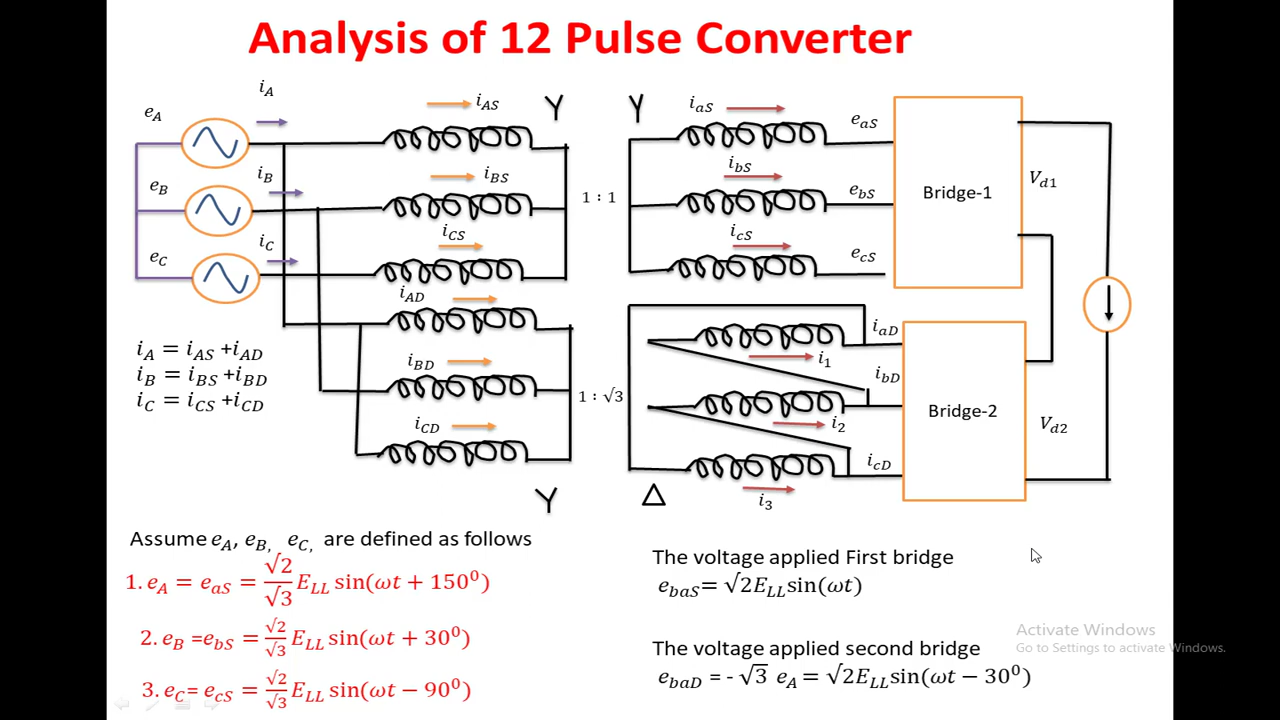 Analysis of 12 Pulse Converter
e_A
i_A
i_AS
Y
Y
i_aS
e_aS
e_B
i_B
i_BS
1 : 1
i_bS
e_bS
Bridge-1
V_d1
e_C
i_C
i_CS
i_cS
e_cS
i_AD
i_aD
i_1
i_A = i_AS +i_AD
i_B = i_BS +i_BD
i_C = i_CS +i_CD
i_BD
1 : √3
i_bD
i_2
Bridge-2
V_d2
i_CD
i_cD
i_3
Y
Δ
Assume e_A, e_B, e_C, are defined as follows
1. e_A = e_aS = √2/√3 E_LL sin(ωt + 150⁰)
2. e_B =e_bS = √2/√3 E_LL sin(ωt + 30⁰)
3. e_C= e_cS = √2/√3 E_LL sin(ωt − 90⁰)
The voltage applied First bridge
e_baS= √2E_LL sin(ωt)
The voltage applied second bridge
e_baD = - √3 e_A = √2E_LL sin(ωt − 30⁰)
Activate Windows
Go to Settings to activate Windows.